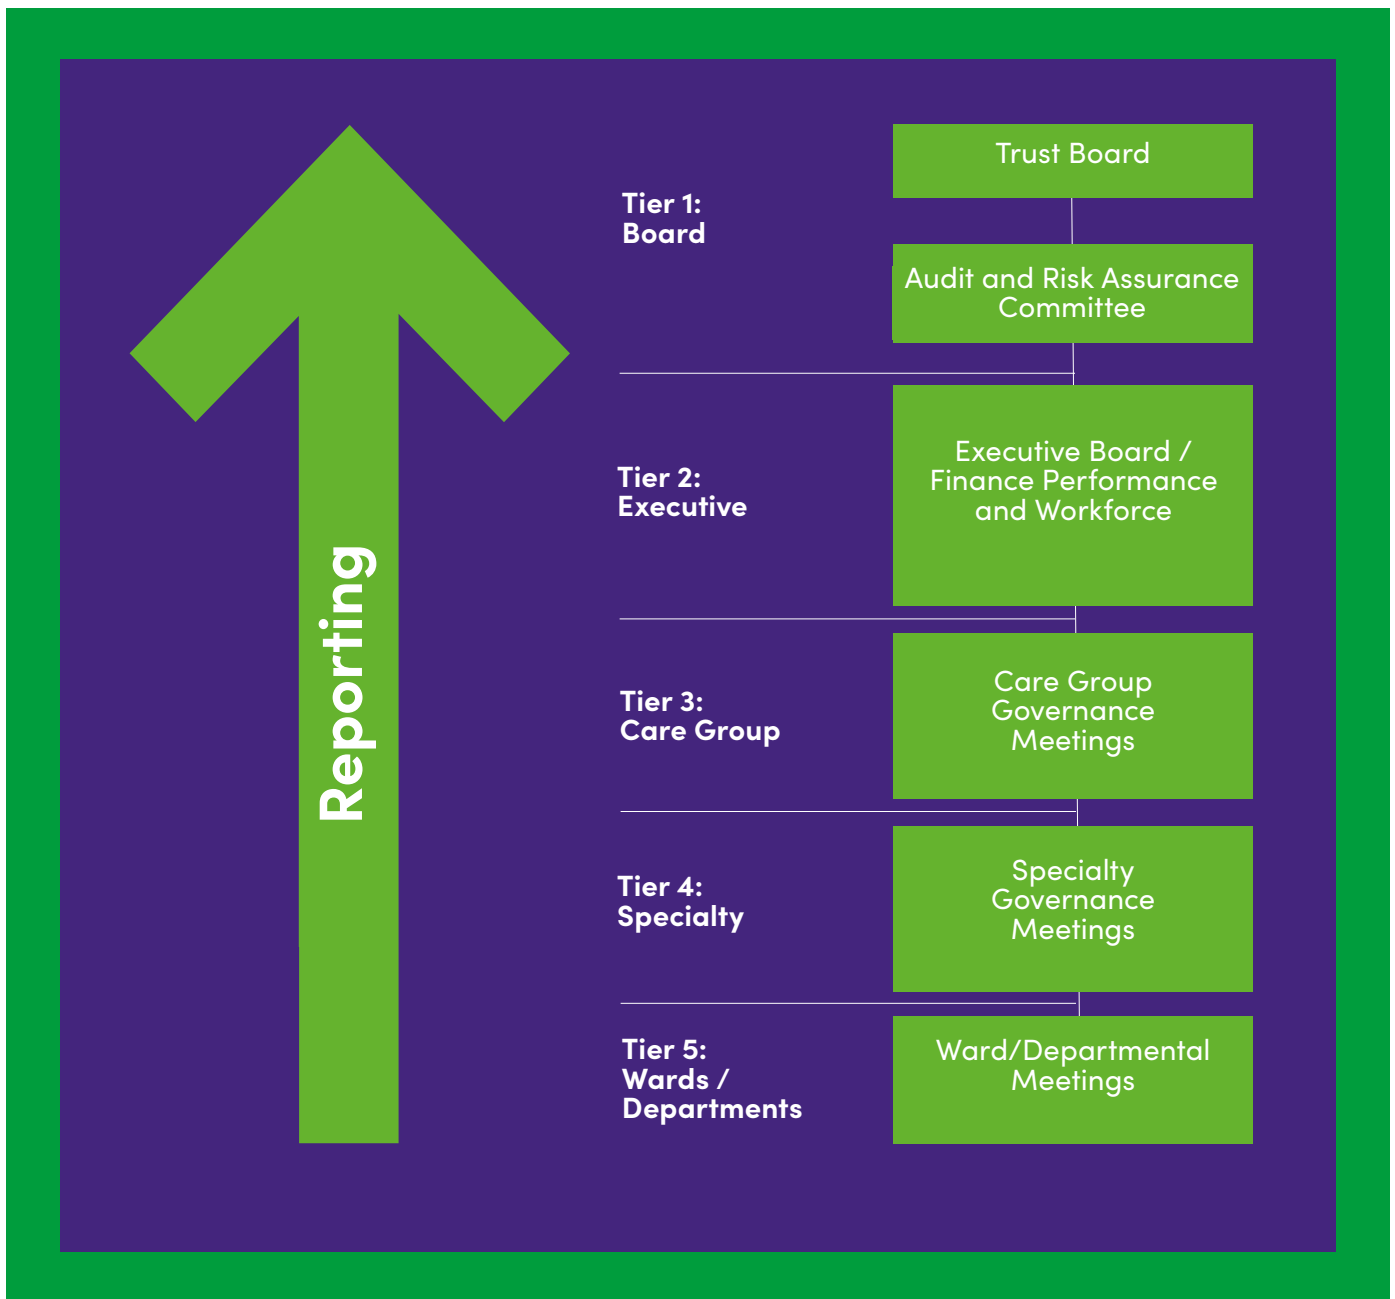 Reporting
Tier 1:
Board
Trust Board
Audit and Risk Assurance
Committee
Tier 2:
Executive
Executive Board /
Finance Performance
and Workforce
Tier 3:
Care Group
Care Group
Governance
Meetings
Tier 4:
Specialty
Specialty
Governance
Meetings
Tier 5:
Wards /
Departments
Ward/Departmental
Meetings